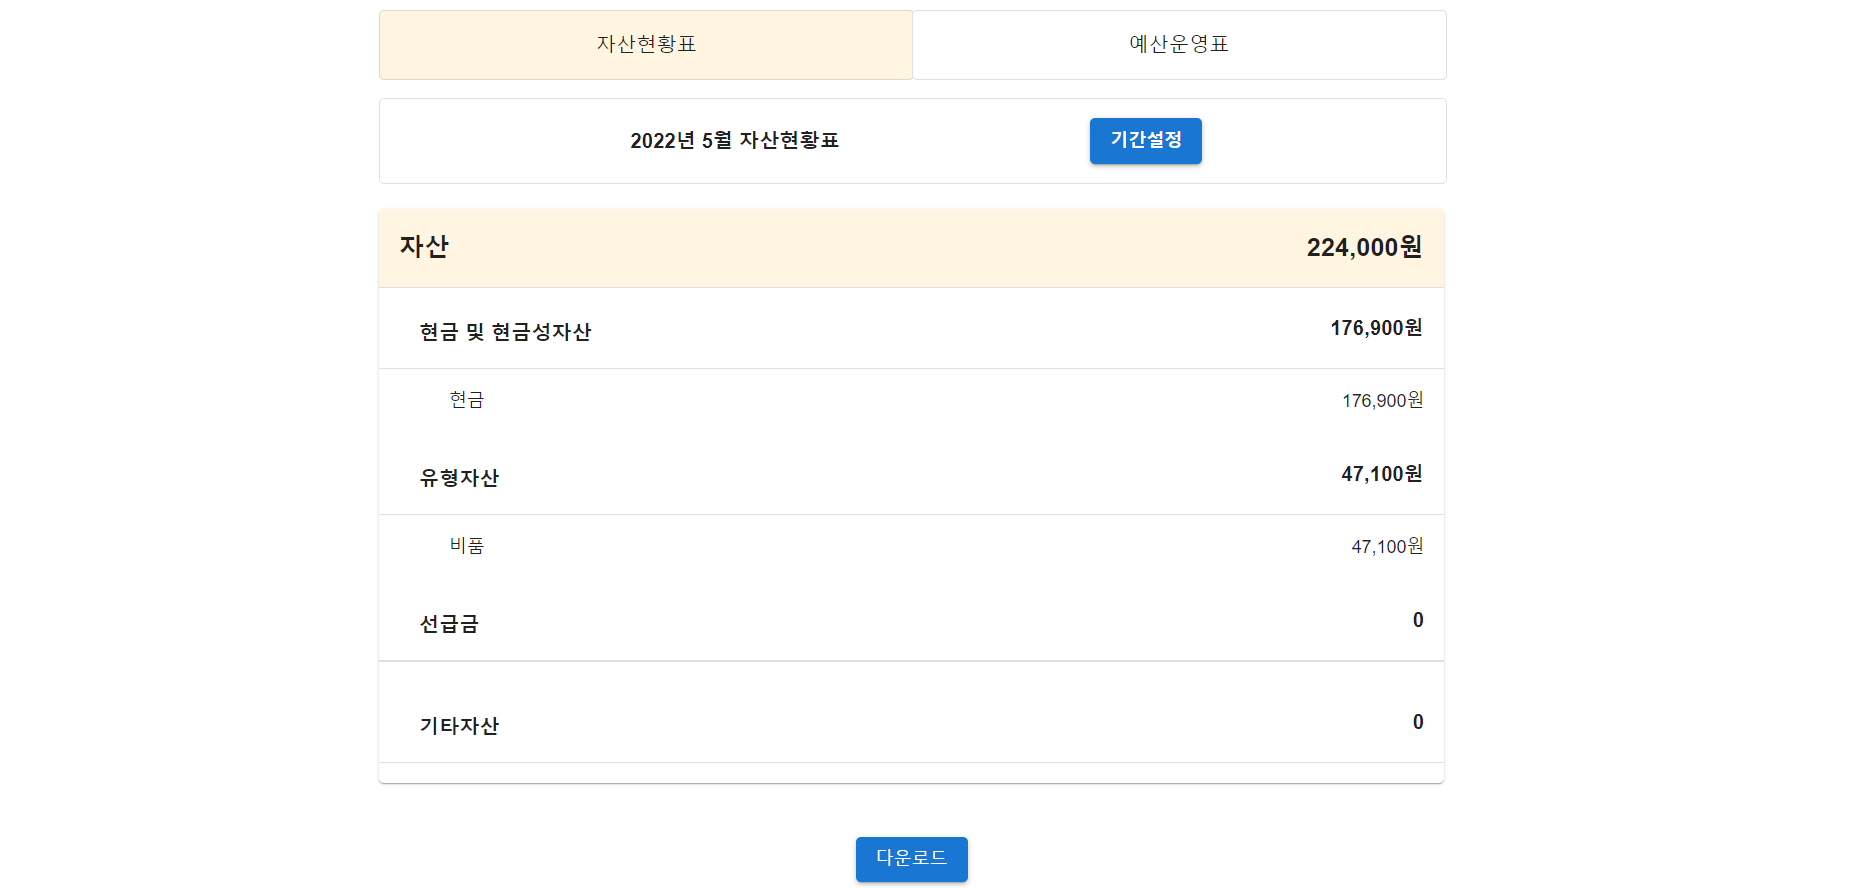 자산현황표 예산운영표
2022년 5월 자산현황표 기간설정
자산 224,000원
현금 및 현금성자산 176,900원
현금 176,900원
유형자산 47,100원
비품 47,100원
선급금 0
기타자산 0
다운로드